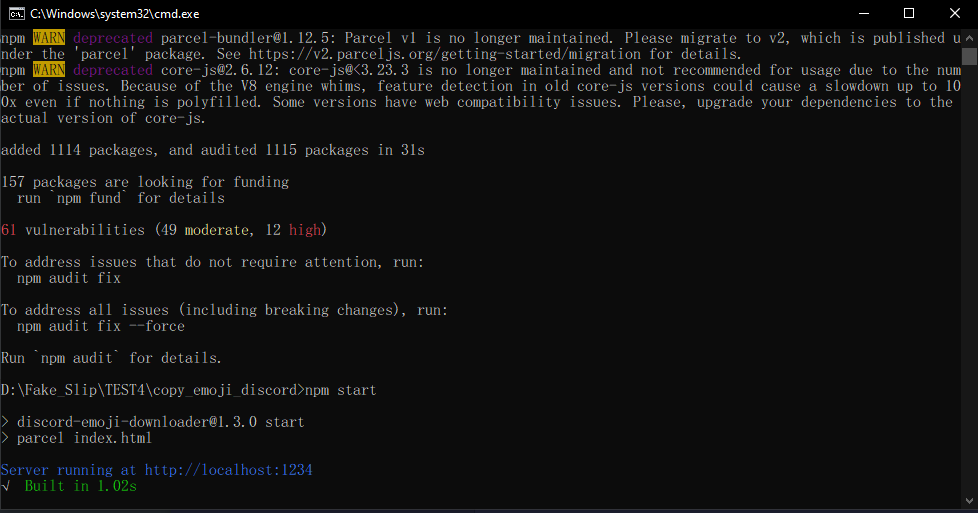 C:\Windows\system32\cmd.exe
npm WARN deprecated parcel-bundler@1.12.5: Parcel v1 is no longer maintained. Please migrate to v2, which is published u
nder the 'parcel' package. See https://v2.parceljs.org/getting-started/migration for details.
npm WARN deprecated core-js@2.6.12: core-js@<3.23.3 is no longer maintained and not recommended for usage due to the num
ber of issues. Because of the V8 engine whims, feature detection in old core-js versions could cause a slowdown up to 10
0x even if nothing is polyfilled. Some versions have web compatibility issues. Please, upgrade your dependencies to the
actual version of core-js.
added 1114 packages, and audited 1115 packages in 31s
157 packages are looking for funding
  run `npm fund` for details
61 vulnerabilities (49 moderate, 12 high)
To address issues that do not require attention, run:
  npm audit fix
To address all issues (including breaking changes), run:
  npm audit fix --force
Run `npm audit` for details.
D:\Fake_Slip\TEST4\copy_emoji_discord>npm start
> discord-emoji-downloader@1.3.0 start
> parcel index.html
Server running at http://localhost:1234
√  Built in 1.02s